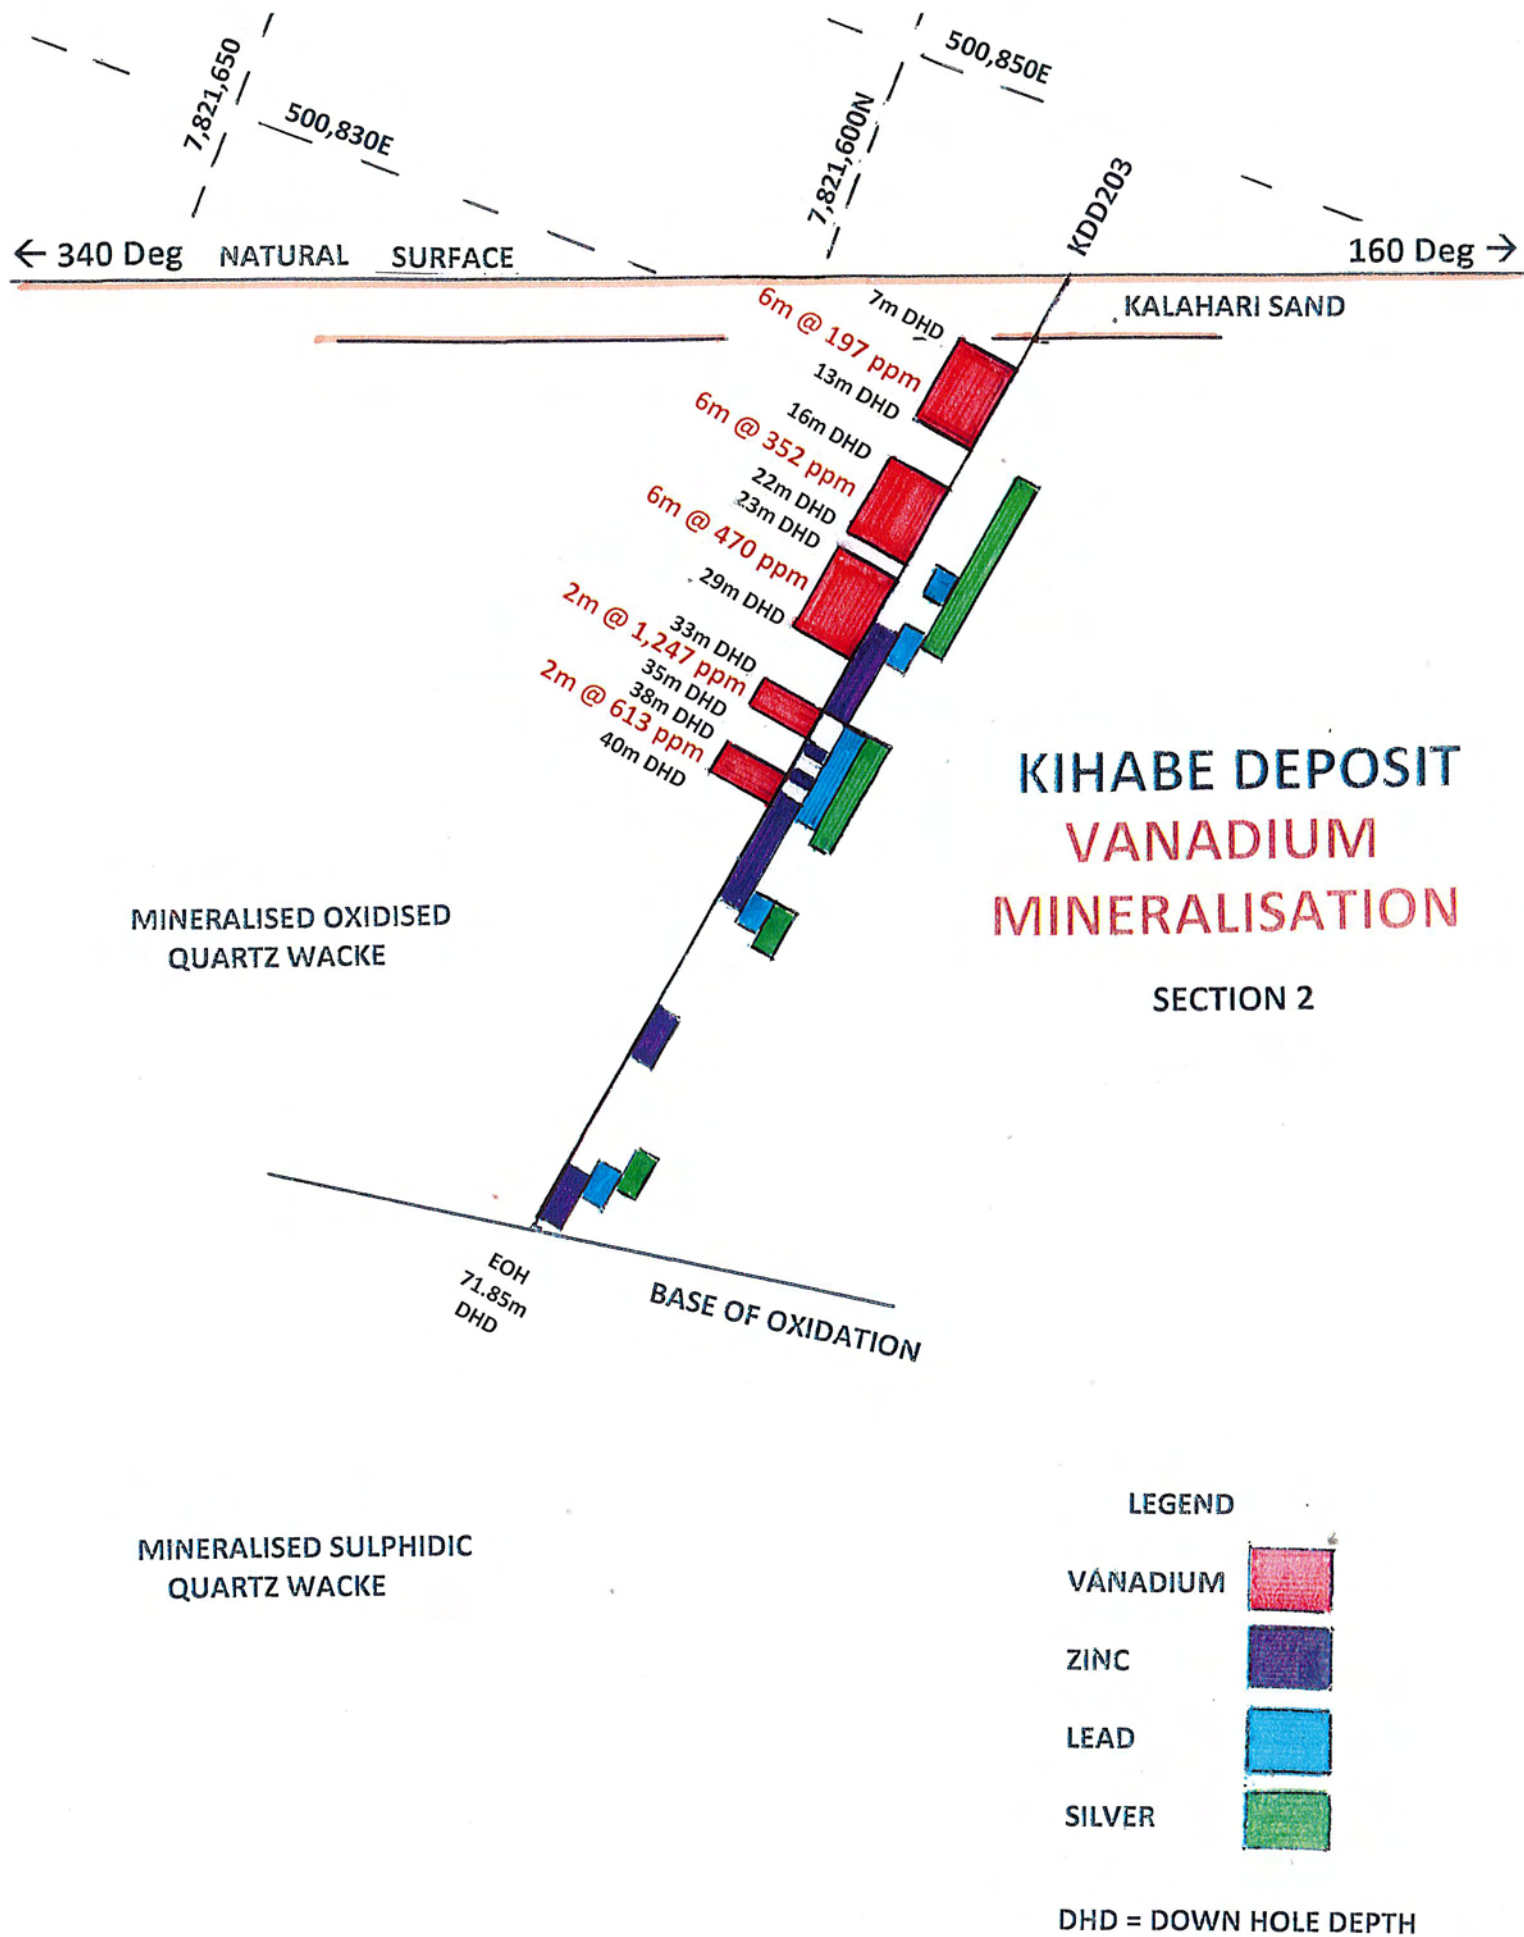 7,821,650
500,830E
7,821,600N
500,850E
KDD203
← 340 Deg NATURAL SURFACE
160 Deg →
KALAHARI SAND
7m DHD
6m @ 197 ppm
13m DHD
16m DHD
6m @ 352 ppm
22m DHD
23m DHD
6m @ 470 ppm
29m DHD
33m DHD
2m @ 1,247 ppm
35m DHD
38m DHD
2m @ 613 ppm
40m DHD
KIHABE DEPOSIT
VANADIUM
MINERALISATION
SECTION 2
MINERALISED OXIDISED
QUARTZ WACKE
EOH
71.85m
DHD
BASE OF OXIDATION
MINERALISED SULPHIDIC
QUARTZ WACKE
LEGEND
VANADIUM
ZINC
LEAD
SILVER
DHD = DOWN HOLE DEPTH